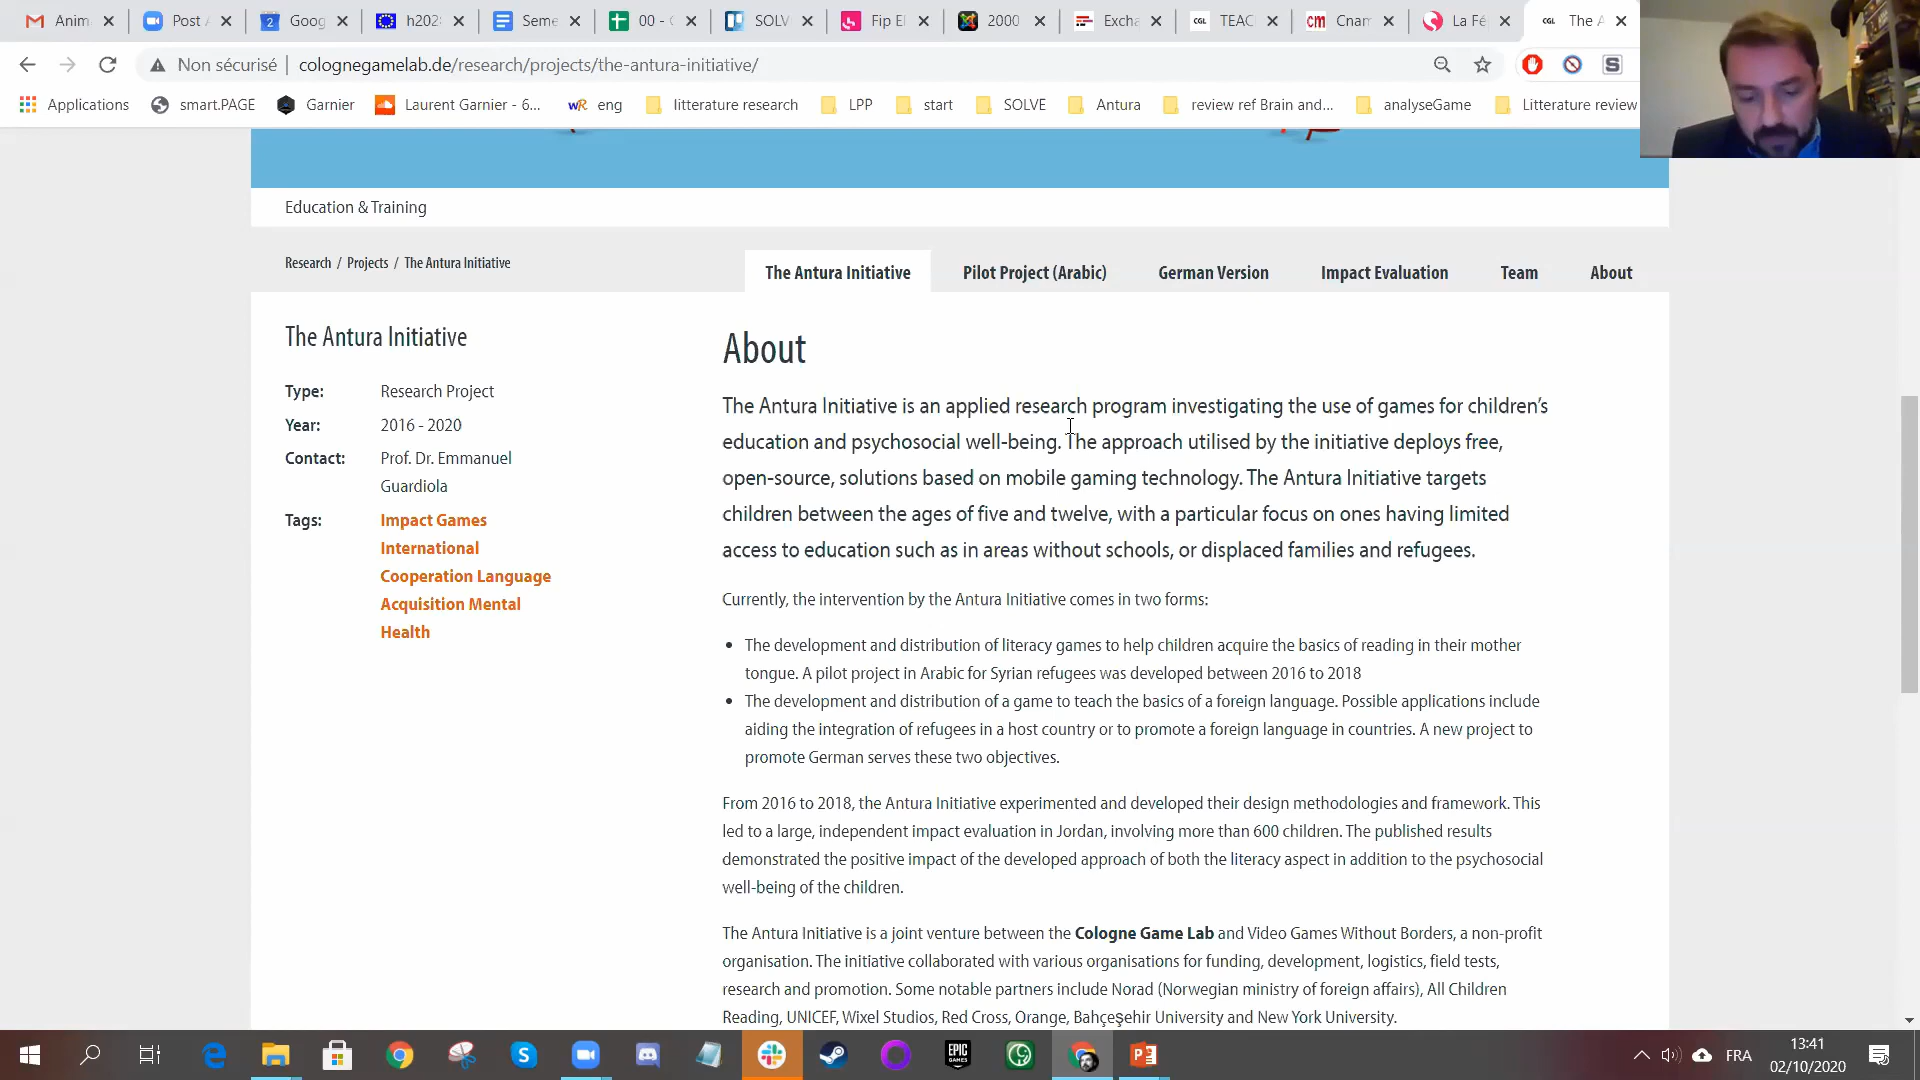 Anim
Post A
Goog
h202
Seme
00 - C
SOLV
Fip El
2000
Excha
TEAC
Cnam
La Fé
The A
Non sécurisé
colognegamelab.de/research/projects/the-antura-initiative/
Applications
smart.PAGE
Garnier
Laurent Garnier - 6...
eng
litterature research
LPP
start
SOLVE
Antura
review ref Brain and...
analyseGame
Litterature review
Education & Training
Research / Projects / The Antura Initiative
The Antura Initiative
Pilot Project (Arabic)
German Version
Impact Evaluation
Team
About
The Antura Initiative
Type: Research Project
Year: 2016 - 2020
Contact: Prof. Dr. Emmanuel
Guardiola
Tags: Impact Games
International
Cooperation Language
Acquisition Mental
Health
About
The Antura Initiative is an applied research program investigating the use of games for children's
education and psychosocial well-being. The approach utilised by the initiative deploys free,
open-source, solutions based on mobile gaming technology. The Antura Initiative targets
children between the ages of five and twelve, with a particular focus on ones having limited
access to education such as in areas without schools, or displaced families and refugees.
Currently, the intervention by the Antura Initiative comes in two forms:
• The development and distribution of literacy games to help children acquire the basics of reading in their mother
tongue. A pilot project in Arabic for Syrian refugees was developed between 2016 to 2018
• The development and distribution of a game to teach the basics of a foreign language. Possible applications include
aiding the integration of refugees in a host country or to promote a foreign language in countries. A new project to
promote German serves these two objectives.
From 2016 to 2018, the Antura Initiative experimented and developed their design methodologies and framework. This
led to a large, independent impact evaluation in Jordan, involving more than 600 children. The published results
demonstrated the positive impact of the developed approach of both the literacy aspect in addition to the psychosocial
well-being of the children.
The Antura Initiative is a joint venture between the Cologne Game Lab and Video Games Without Borders, a non-profit
organisation. The initiative collaborated with various organisations for funding, development, logistics, field tests,
research and promotion. Some notable partners include Norad (Norwegian ministry of foreign affairs), All Children
Reading, UNICEF, Wixel Studios, Red Cross, Orange, Bahçeşehir University and New York University.
FRA
13:41
02/10/2020